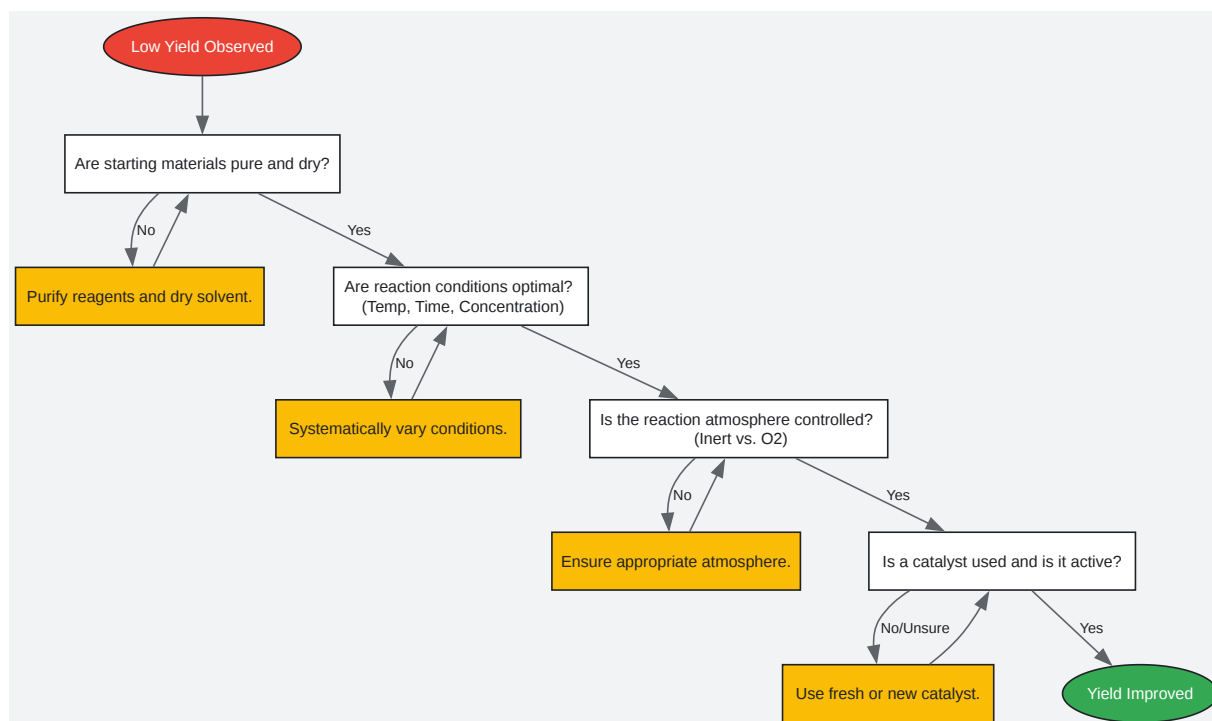 Low Yield Observed
Are starting materials pure and dry?
No
Yes
Purify reagents and dry solvent.
Are reaction conditions optimal?
(Temp, Time, Concentration)
No
Yes
Systematically vary conditions.
Is the reaction atmosphere controlled?
(Inert vs. O2)
No
Yes
Ensure appropriate atmosphere.
Is a catalyst used and is it active?
No/Unsure
Yes
Use fresh or new catalyst.
Yield Improved